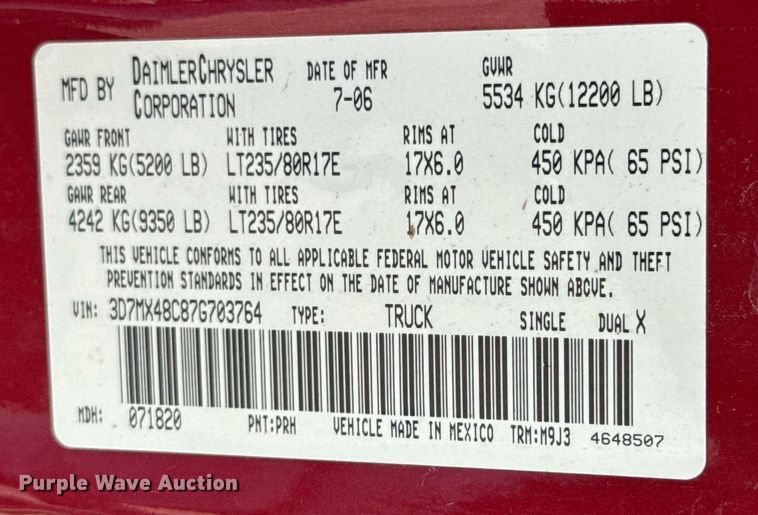 MFD BY DAIMLERCHRYSLER CORPORATION DATE OF MFR 7-06 GVWR 5534 KG(12200 LB)
GAWR FRONT WITH TIRES RIMS AT COLD
2359 KG(5200 LB) LT235/80R17E 17X6.0 450 KPA( 65 PSI)
GAWR REAR WITH TIRES RIMS AT COLD
4242 KG(9350 LB) LT235/80R17E 17X6.0 450 KPA( 65 PSI)
THIS VEHICLE CONFORMS TO ALL APPLICABLE FEDERAL MOTOR VEHICLE SAFETY AND THEFT
PREVENTION STANDARDS IN EFFECT ON THE DATE OF MANUFACTURE SHOWN ABOVE.
VIN: 3D7MX48C87G703764 TYPE: TRUCK SINGLE DUAL X
MDH: 071820 PNT:PRH VEHICLE MADE IN MEXICO TRM:M9J3 4648507
Purple Wave Auction